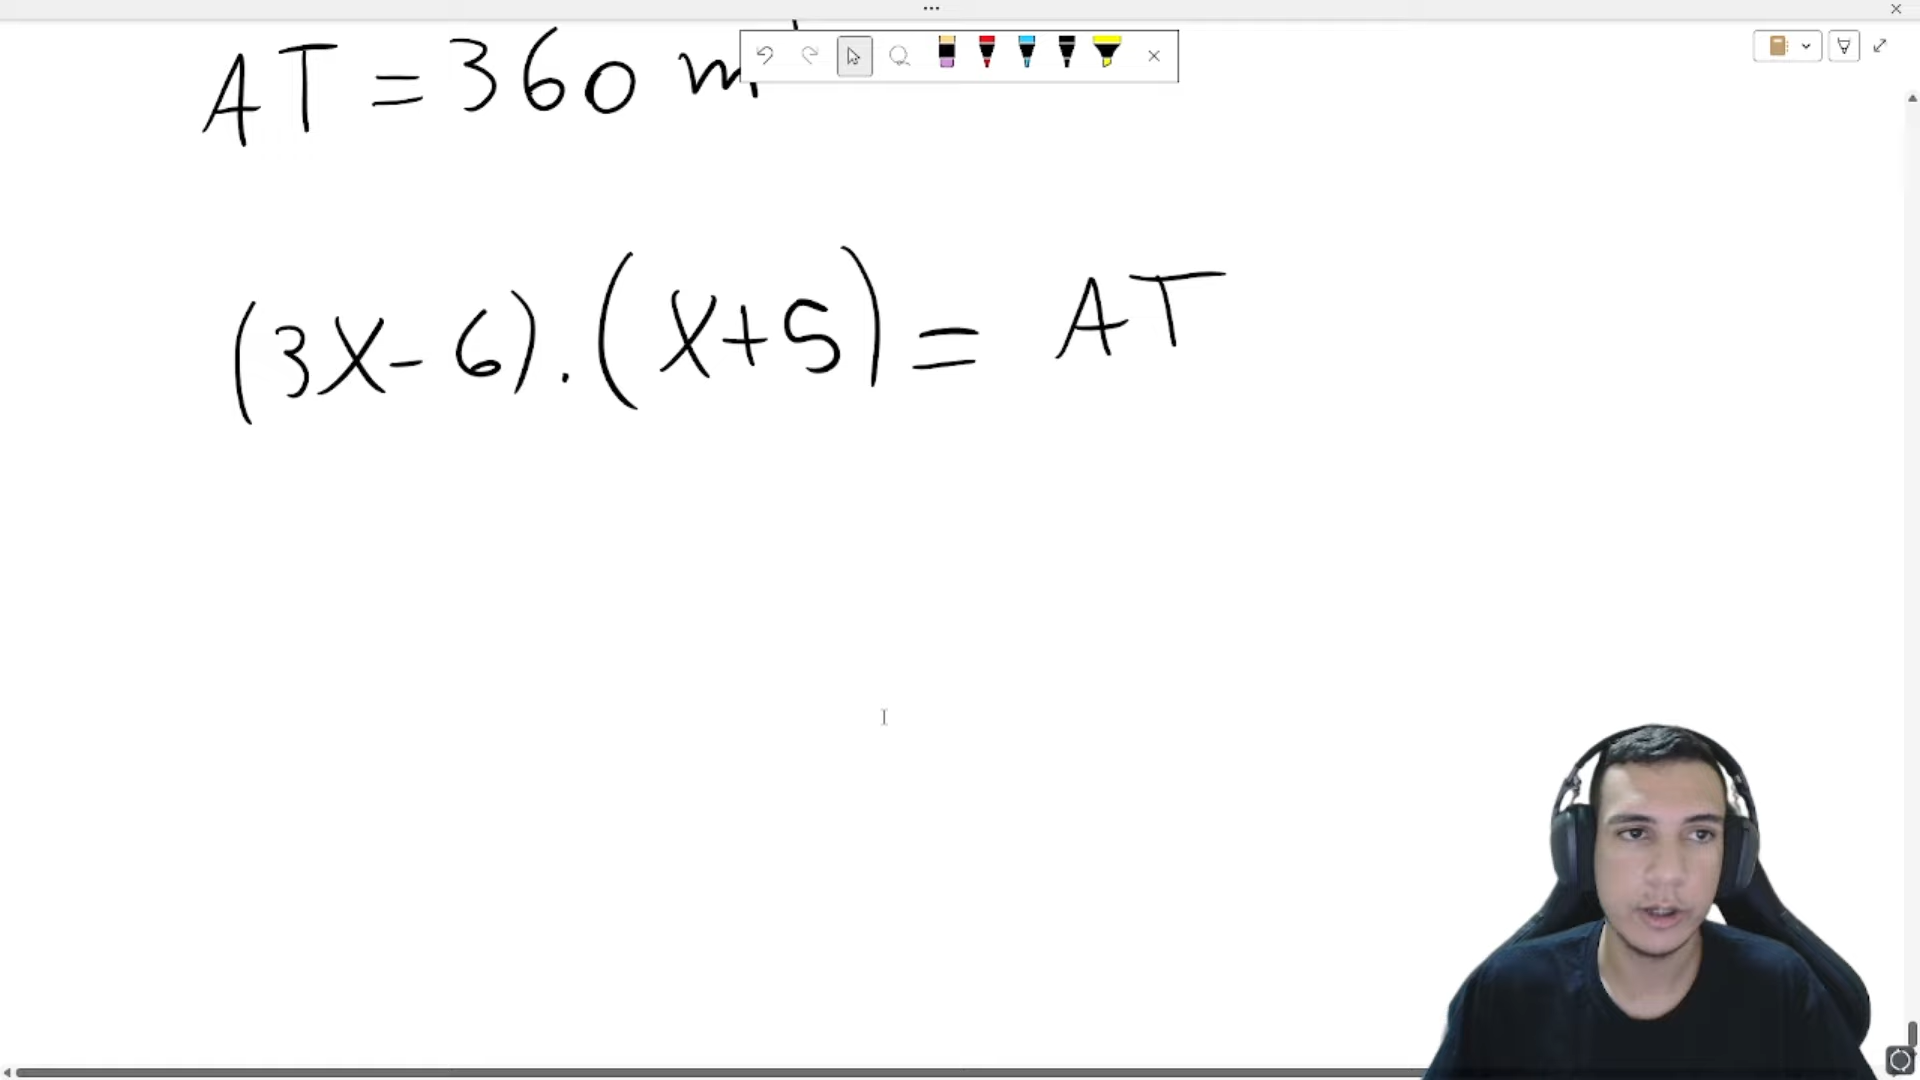 AT = 360 m
(3X - 6) . (X + 5) = AT